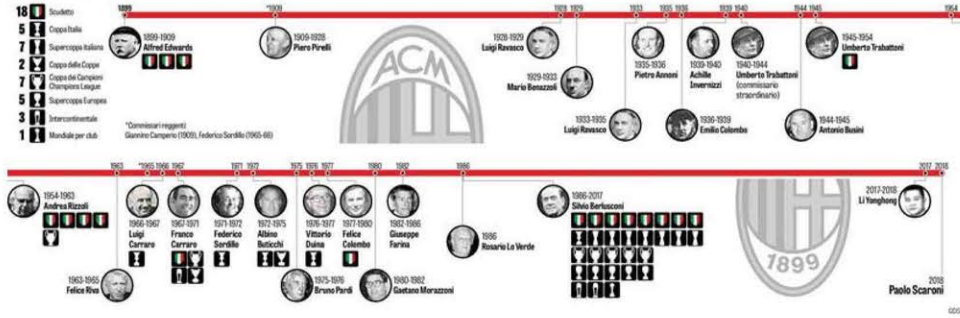 18 Scudetto
5 Coppa Italia
7 Supercoppa Italiana
2 Coppa delle Coppe
7 Coppa dei Campioni
Champions League
5 Supercoppa Europea
3 Intercontinentale
1 Mondiale per club
1899
1899-1909
Alfred Edwards
*1909
1909-1928
Piero Pirelli
*Commissari reggenti
Giannino Camperio (1909), Federico Sordillo (1965-66)
ACM
1928
1929
1933
1935
1936
1939
1940
1944
1945
1954
1928-1929
Luigi Ravasco
1929-1933
Mario Benazzoli
1933-1935
Luigi Ravasco
1935-1936
Pietro Annoni
1936-1939
Emilio Colombo
1939-1940
Achille
Invernizzi
1940-1944
Umberto Trabattoni
(commissario
straordinario)
1944-1945
Antonio Busini
1945-1954
Umberto Trabattoni
1963
*1965
1966
1967
1971
1972
1975
1976
1977
1980
1982
1986
2017
2018
1954-1963
Andrea Rizzoli
1963-1965
Felice Riva
1966-1967
Luigi
Carraro
1967-1971
Franco
Carraro
1971-1972
Federico
Sordillo
1972-1975
Albino
Buticchi
1975-1976
Bruno Pardi
1976-1977
Vittorio
Duina
1977-1980
Felice
Colombo
1980-1982
Gaetano Morazzoni
1982-1986
Giuseppe
Farina
1986
Rosario Lo Verde
1986-2017
Silvio Berlusconi
1899
2017-2018
Li Yonghong
2018
Paolo Scaroni
GDS